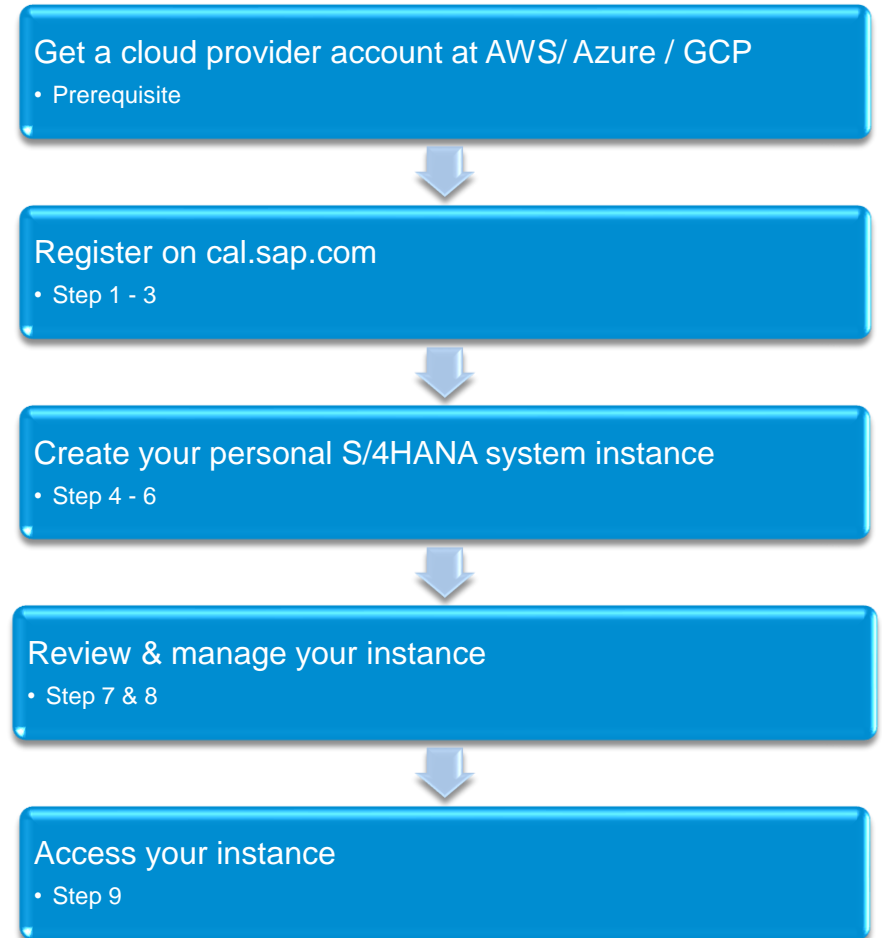 Get a cloud provider account at AWS/ Azure / GCP
• Prerequisite
Register on cal.sap.com
• Step 1 - 3
Create your personal S/4HANA system instance
• Step 4 - 6
Review & manage your instance
• Step 7 & 8
Access your instance
• Step 9